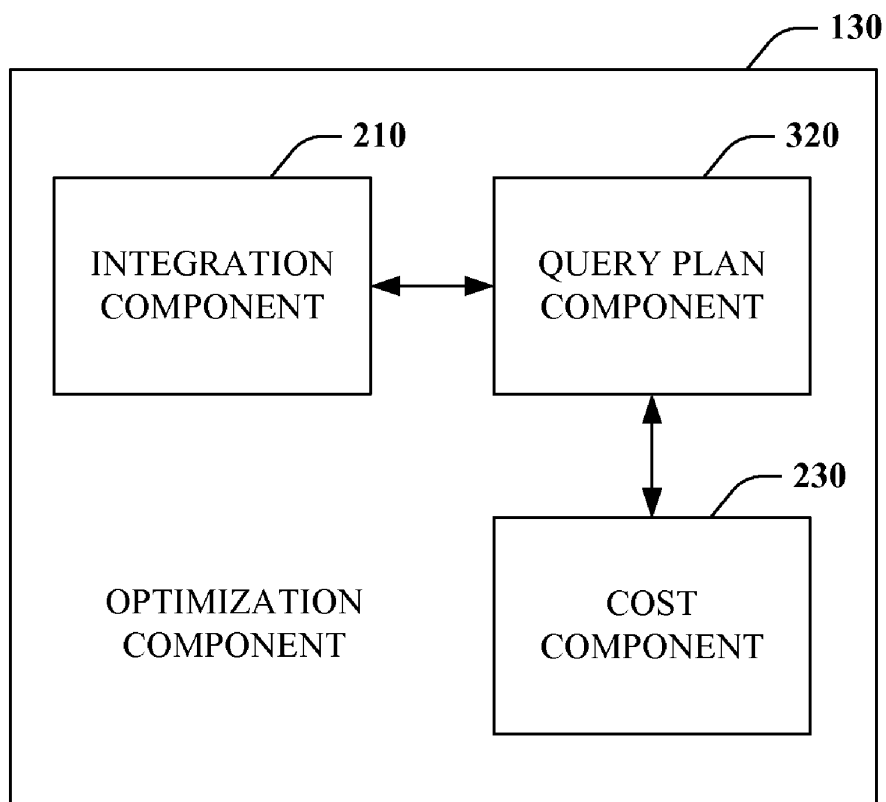 130
210
320
INTEGRATION
COMPONENT
QUERY PLAN
COMPONENT
230
OPTIMIZATION
COMPONENT
COST
COMPONENT